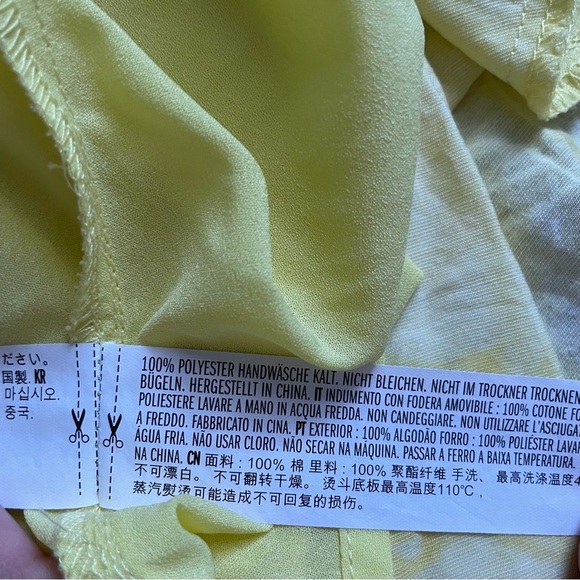 ださい。
国製. KR
마십시오.
중국.
100% POLYESTER HANDWÄSCHE KALT. NICHT BLEICHEN. NICHT IM TROCKNER TROCKNEN
BÜGELN. HERGESTELLT IN CHINA. IT INDUMENTO CON FODERA AMOVIBILE : 100% COTONE
POLIESTERE LAVARE A MANO IN ACQUA FREDDA. NON CANDEGGIARE. NON UTILIZZARE
A FREDDO. FABBRICATO IN CINA. PT EXTERIOR : 100% ALGODÃO FORRO : 100% POLIÉSTER
ÁGUA FRIA. NÃO USAR CLORO. NÃO SECAR NA MÁQUINA. PASSAR A FERRO A BAIXA TEMPERATURA.
NA CHINA. CN 面料 : 100% 棉 里料 : 100% 聚酯纤维 手洗、最高洗涤温度4
不可漂白。不可翻转干燥。熨斗底板最高温度110℃,
蒸汽熨烫可能造成不可回复的损伤。